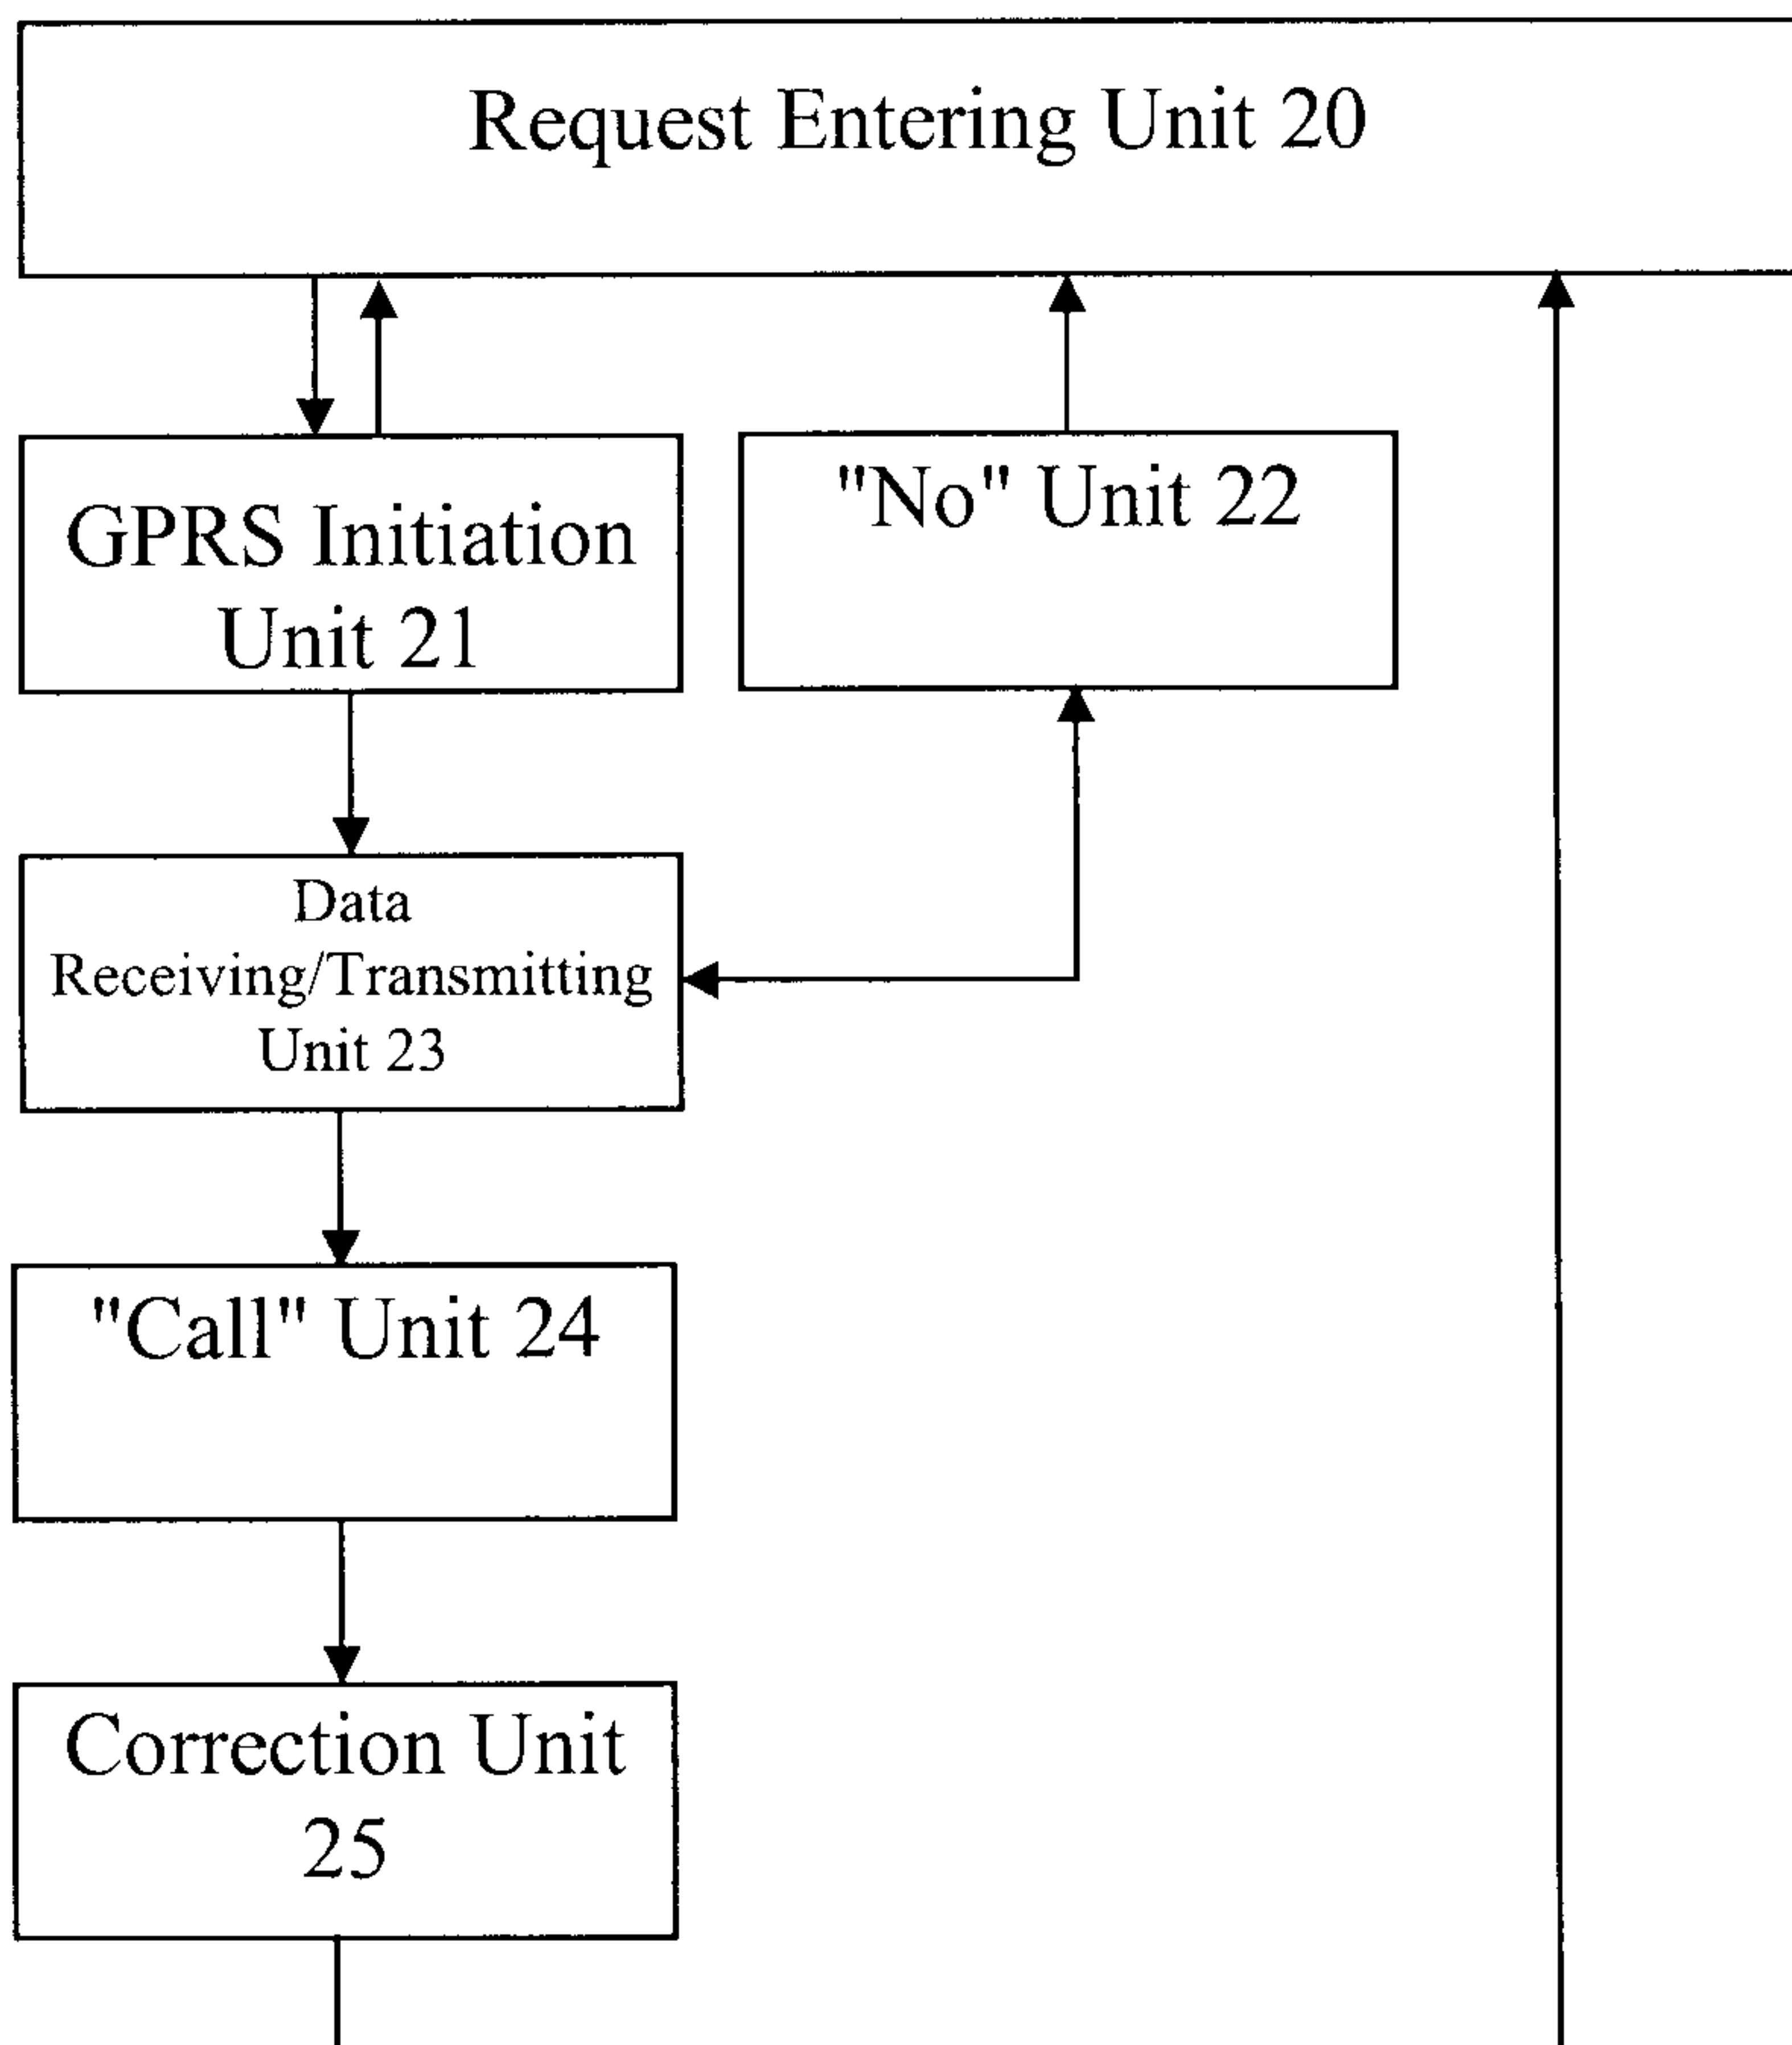 Request Entering Unit 20
GPRS Initiation
Unit 21
"No" Unit 22
Data
Receiving/Transmitting
Unit 23
"Call" Unit 24
Correction Unit
25